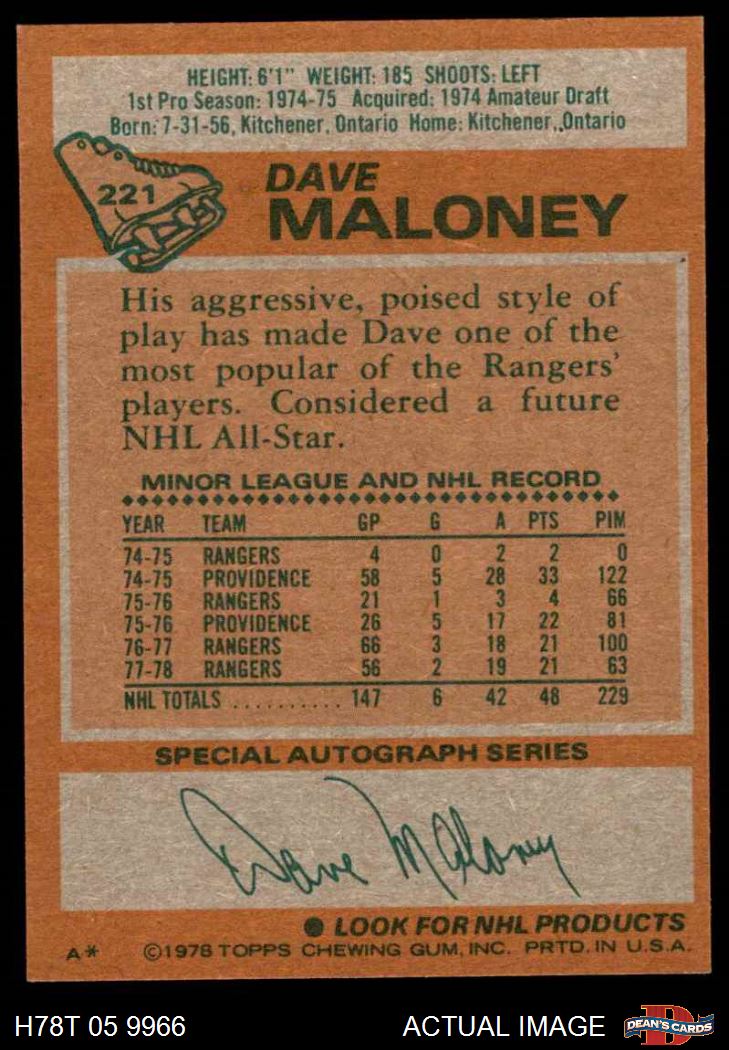 HEIGHT: 6'1" WEIGHT: 185 SHOOTS: LEFT
1st Pro Season: 1974-75 Acquired: 1974 Amateur Draft
Born: 7-31-56, Kitchener, Ontario Home: Kitchener, Ontario
221
DAVE
MALONEY
His aggressive, poised style of
play has made Dave one of the
most popular of the Rangers'
players. Considered a future
NHL All-Star.
MINOR LEAGUE AND NHL RECORD
YEAR TEAM GP G A PTS PIM
74-75 RANGERS 4 0 2 2 0
74-75 PROVIDENCE 58 5 28 33 122
75-76 RANGERS 21 1 3 4 66
75-76 PROVIDENCE 26 5 17 22 81
76-77 RANGERS 66 3 18 21 100
77-78 RANGERS 56 2 19 21 63
NHL TOTALS .......... 147 6 42 48 229
SPECIAL AUTOGRAPH SERIES
Dave Maloney
● LOOK FOR NHL PRODUCTS
A* ©1978 TOPPS CHEWING GUM, INC. PRTD. IN U.S.A.
H78T 05 9966 ACTUAL IMAGE DEAN'S CARDS